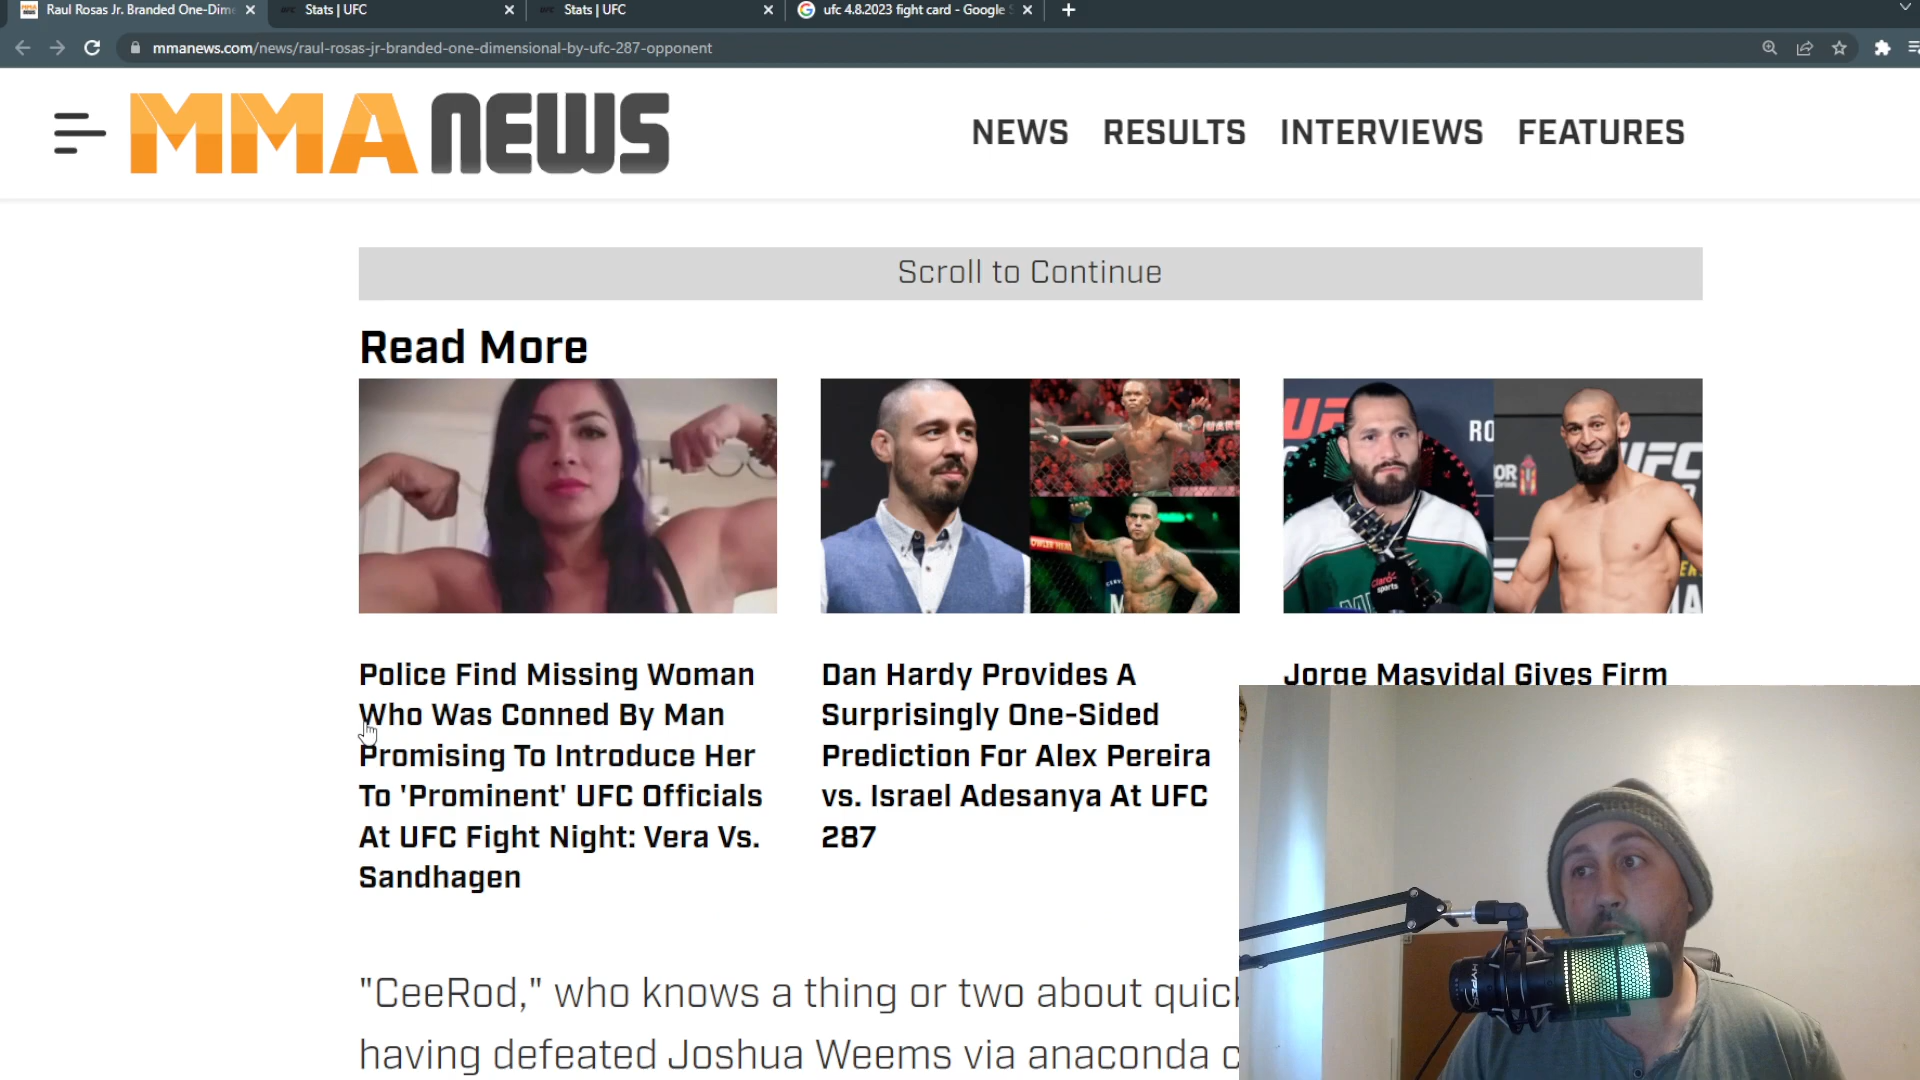 Raul Rosas Jr. Branded One-Dim
Stats | UFC
Stats | UFC
ufc 4.8.2023 fight card - Google S
mmanews.com/news/raul-rosas-jr-branded-one-dimensional-by-ufc-287-opponent
MMA NEWS
NEWS RESULTS INTERVIEWS FEATURES
Scroll to Continue
Read More
Police Find Missing Woman
Who Was Conned By Man
Promising To Introduce Her
To 'Prominent' UFC Officials
At UFC Fight Night: Vera Vs.
Sandhagen
Dan Hardy Provides A
Surprisingly One-Sided
Prediction For Alex Pereira
vs. Israel Adesanya At UFC
287
Jorge Masvidal Gives Firm
"CeeRod," who knows a thing or two about quick
having defeated Joshua Weems via anaconda c
HYPERX